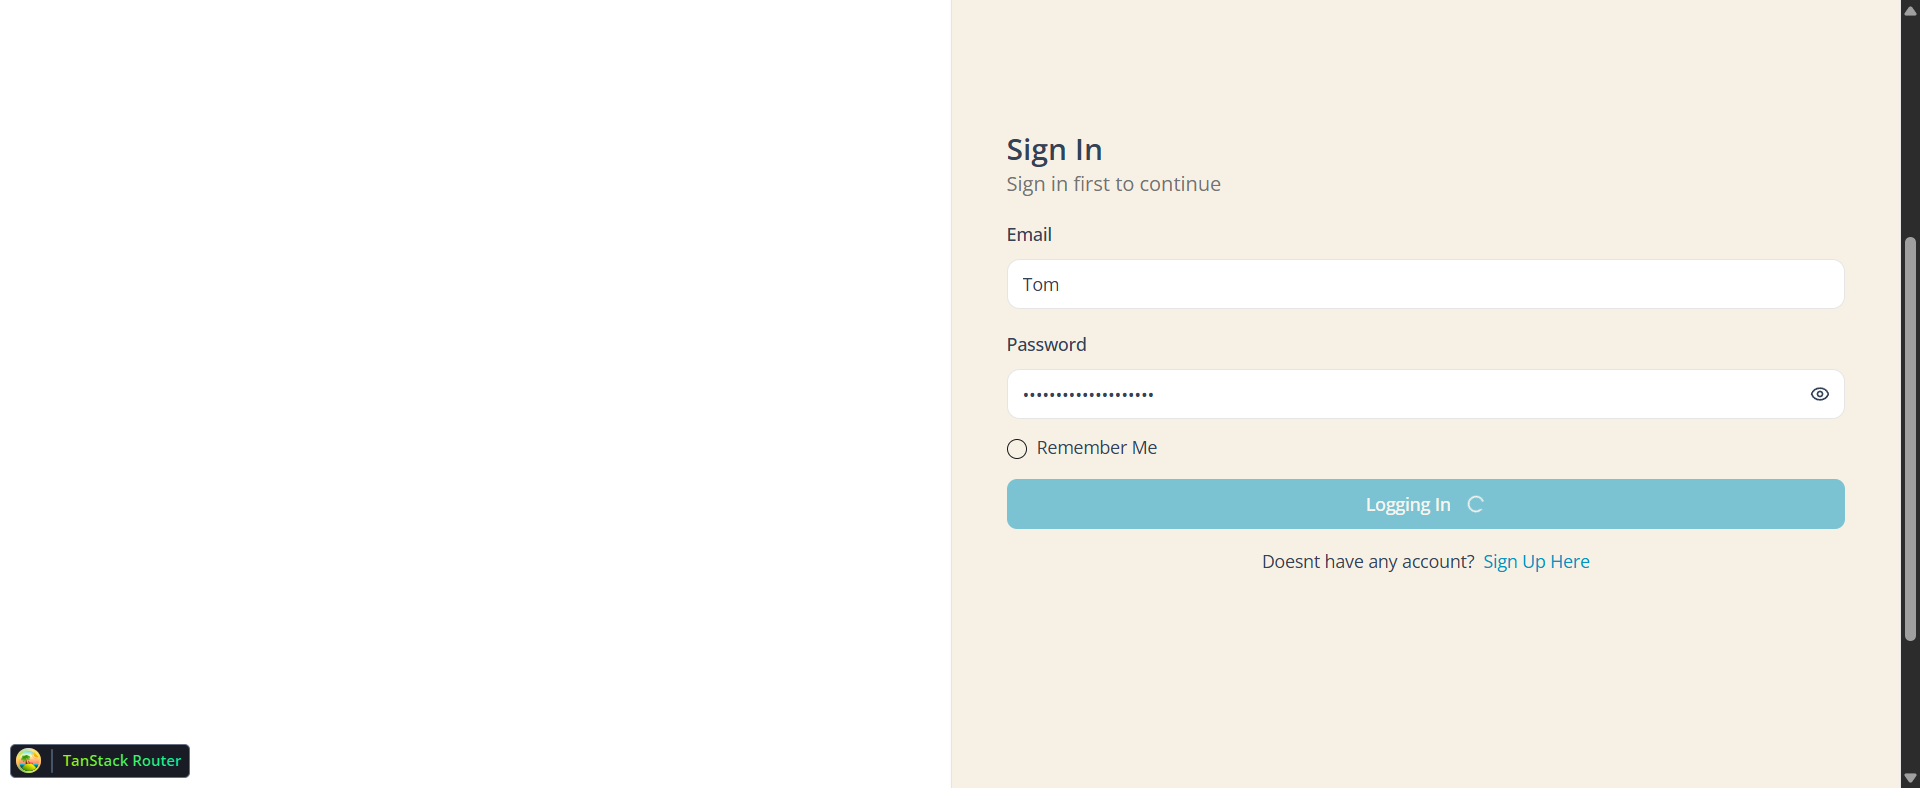 Sign In
Sign in first to continue
Email
Tom
Password
••••••••••••••••••••
Remember Me
Logging In
Doesnt have any account? Sign Up Here
TanStack Router